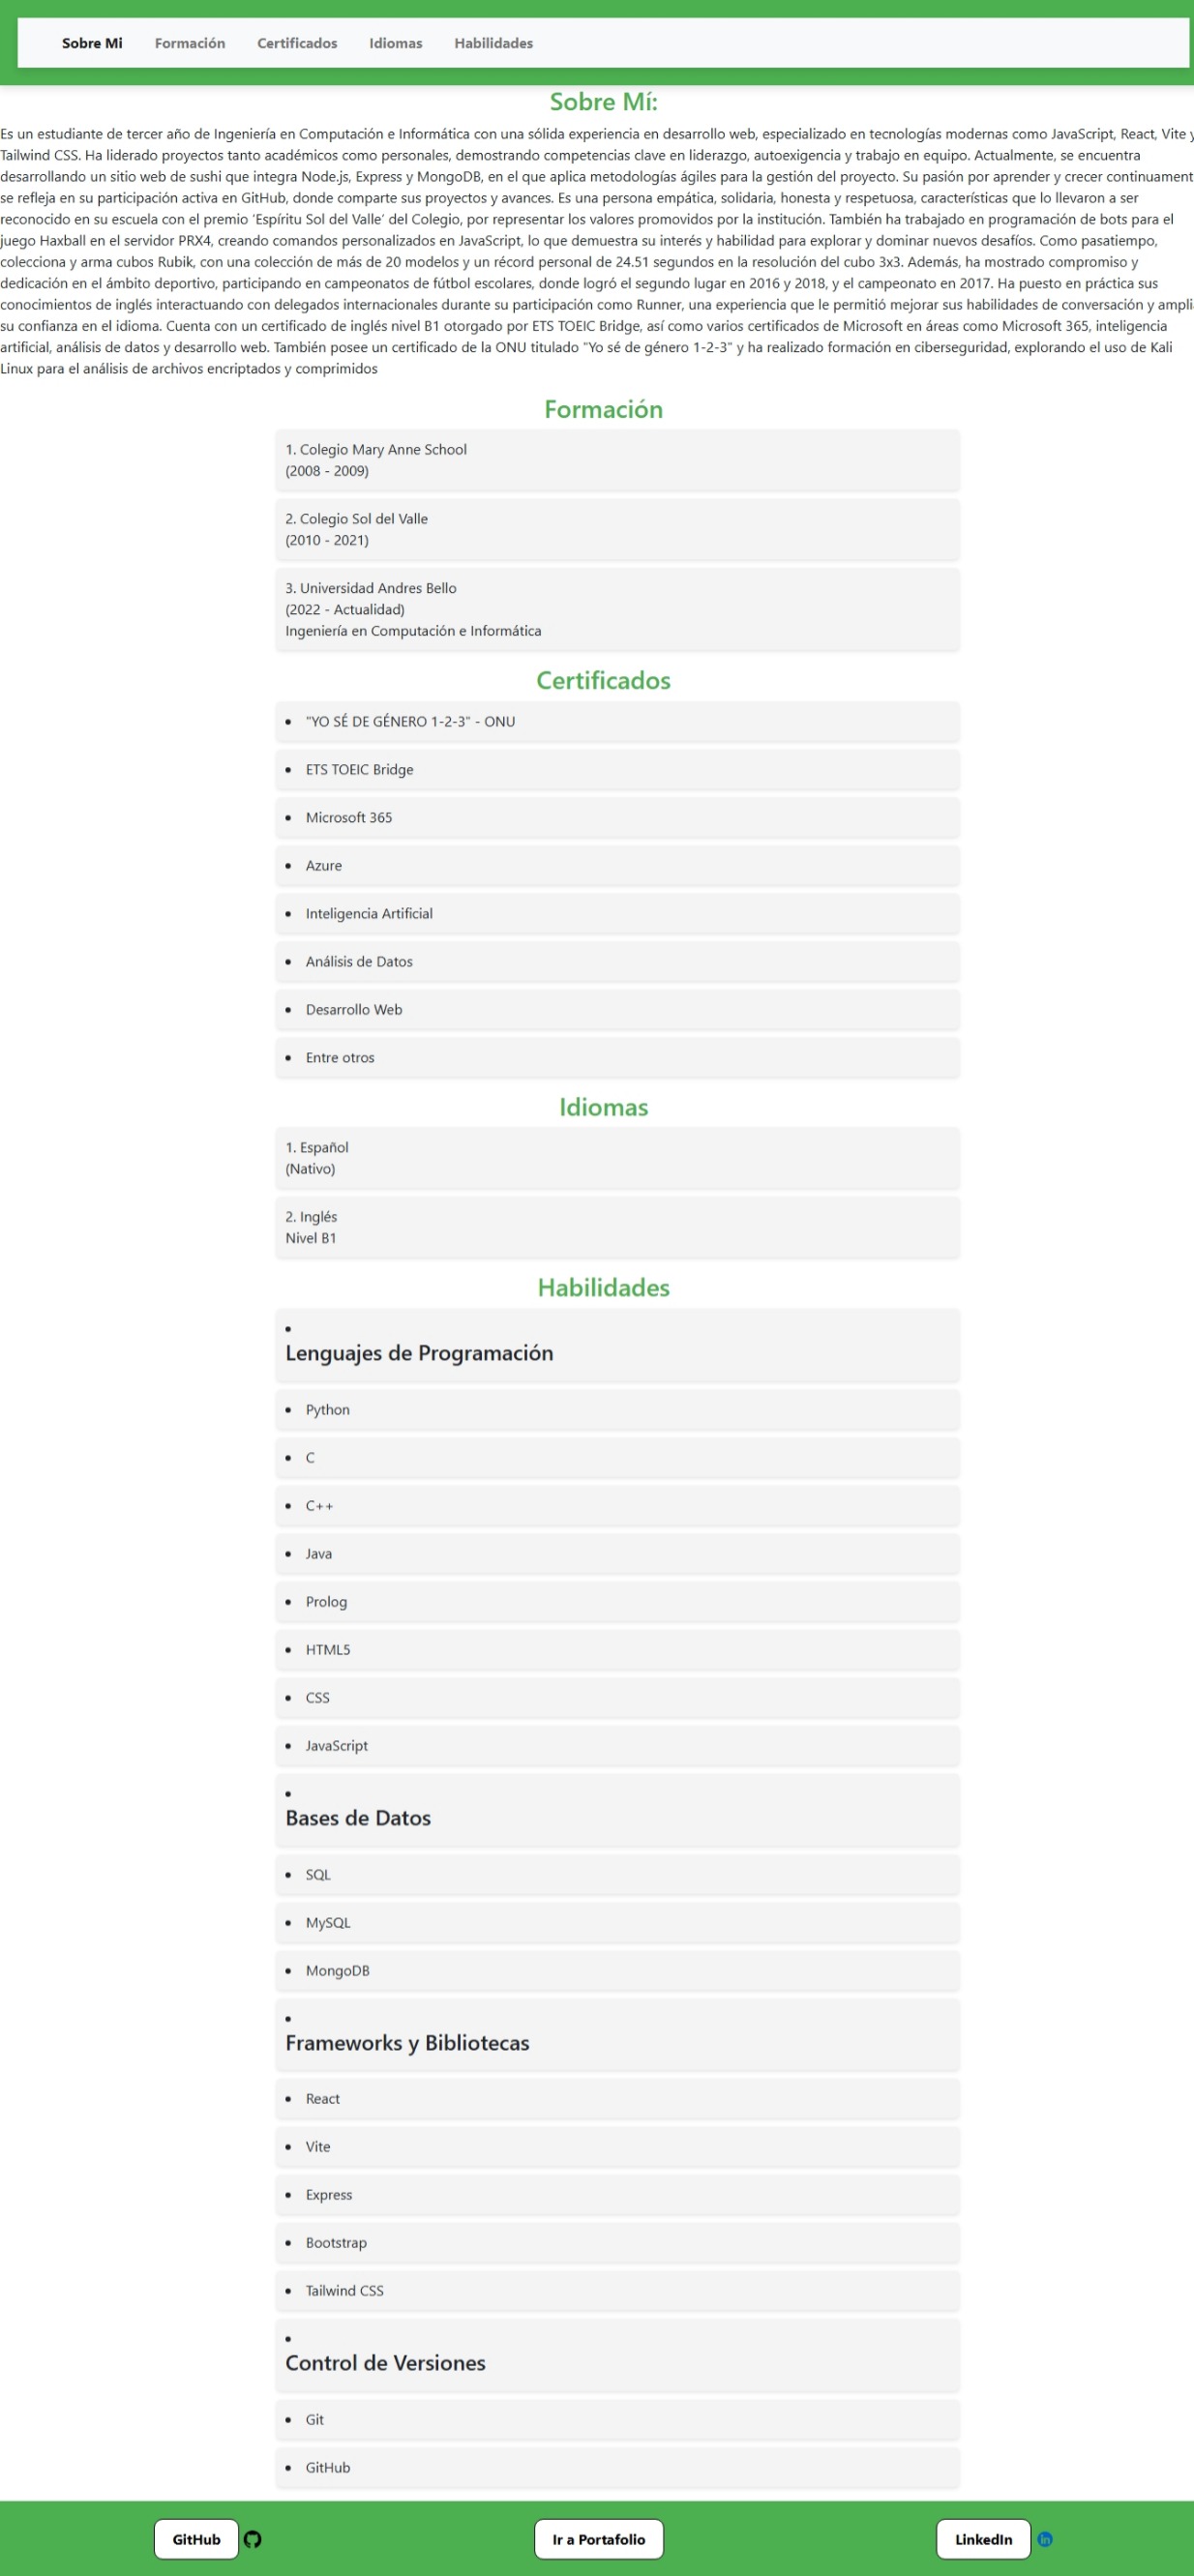 Sobre Mi Formación Certificados Idiomas Habilidades
Sobre Mí:
Es un estudiante de tercer año de Ingeniería en Computación e Informática con una sólida experiencia en desarrollo web, especializado en tecnologías modernas como JavaScript, React, Vite y
Tailwind CSS. Ha liderado proyectos tanto académicos como personales, demostrando competencias clave en liderazgo, autoexigencia y trabajo en equipo. Actualmente, se encuentra
desarrollando un sitio web de sushi que integra Node.js, Express y MongoDB, en el que aplica metodologías ágiles para la gestión del proyecto. Su pasión por aprender y crecer continuament
se refleja en su participación activa en GitHub, donde comparte sus proyectos y avances. Es una persona empática, solidaria, honesta y respetuosa, características que lo llevaron a ser
reconocido en su escuela con el premio 'Espíritu Sol del Valle' del Colegio, por representar los valores promovidos por la institución. También ha trabajado en programación de bots para el
juego Haxball en el servidor PRX4, creando comandos personalizados en JavaScript, lo que demuestra su interés y habilidad para explorar y dominar nuevos desafíos. Como pasatiempo,
colecciona y arma cubos Rubik, con una colección de más de 20 modelos y un récord personal de 24.51 segundos en la resolución del cubo 3x3. Además, ha mostrado compromiso y
dedicación en el ámbito deportivo, participando en campeonatos de fútbol escolares, donde logró el segundo lugar en 2016 y 2018, y el campeonato en 2017. Ha puesto en práctica sus
conocimientos de inglés interactuando con delegados internacionales durante su participación como Runner, una experiencia que le permitió mejorar sus habilidades de conversación y ampli
su confianza en el idioma. Cuenta con un certificado de inglés nivel B1 otorgado por ETS TOEIC Bridge, así como varios certificados de Microsoft en áreas como Microsoft 365, inteligencia
artificial, análisis de datos y desarrollo web. También posee un certificado de la ONU titulado "Yo sé de género 1-2-3" y ha realizado formación en ciberseguridad, explorando el uso de Kali
Linux para el análisis de archivos encriptados y comprimidos
Formación
1. Colegio Mary Anne School
(2008 - 2009)
2. Colegio Sol del Valle
(2010 - 2021)
3. Universidad Andres Bello
(2022 - Actualidad)
Ingeniería en Computación e Informática
Certificados
• "YO SÉ DE GÉNERO 1-2-3" - ONU
• ETS TOEIC Bridge
• Microsoft 365
• Azure
• Inteligencia Artificial
• Análisis de Datos
• Desarrollo Web
• Entre otros
Idiomas
1. Español
(Nativo)
2. Inglés
Nivel B1
Habilidades
•
Lenguajes de Programación
• Python
• C
• C++
• Java
• Prolog
• HTML5
• CSS
• JavaScript
•
Bases de Datos
• SQL
• MySQL
• MongoDB
•
Frameworks y Bibliotecas
• React
• Vite
• Express
• Bootstrap
• Tailwind CSS
•
Control de Versiones
• Git
• GitHub
GitHub Ir a Portafolio LinkedIn in